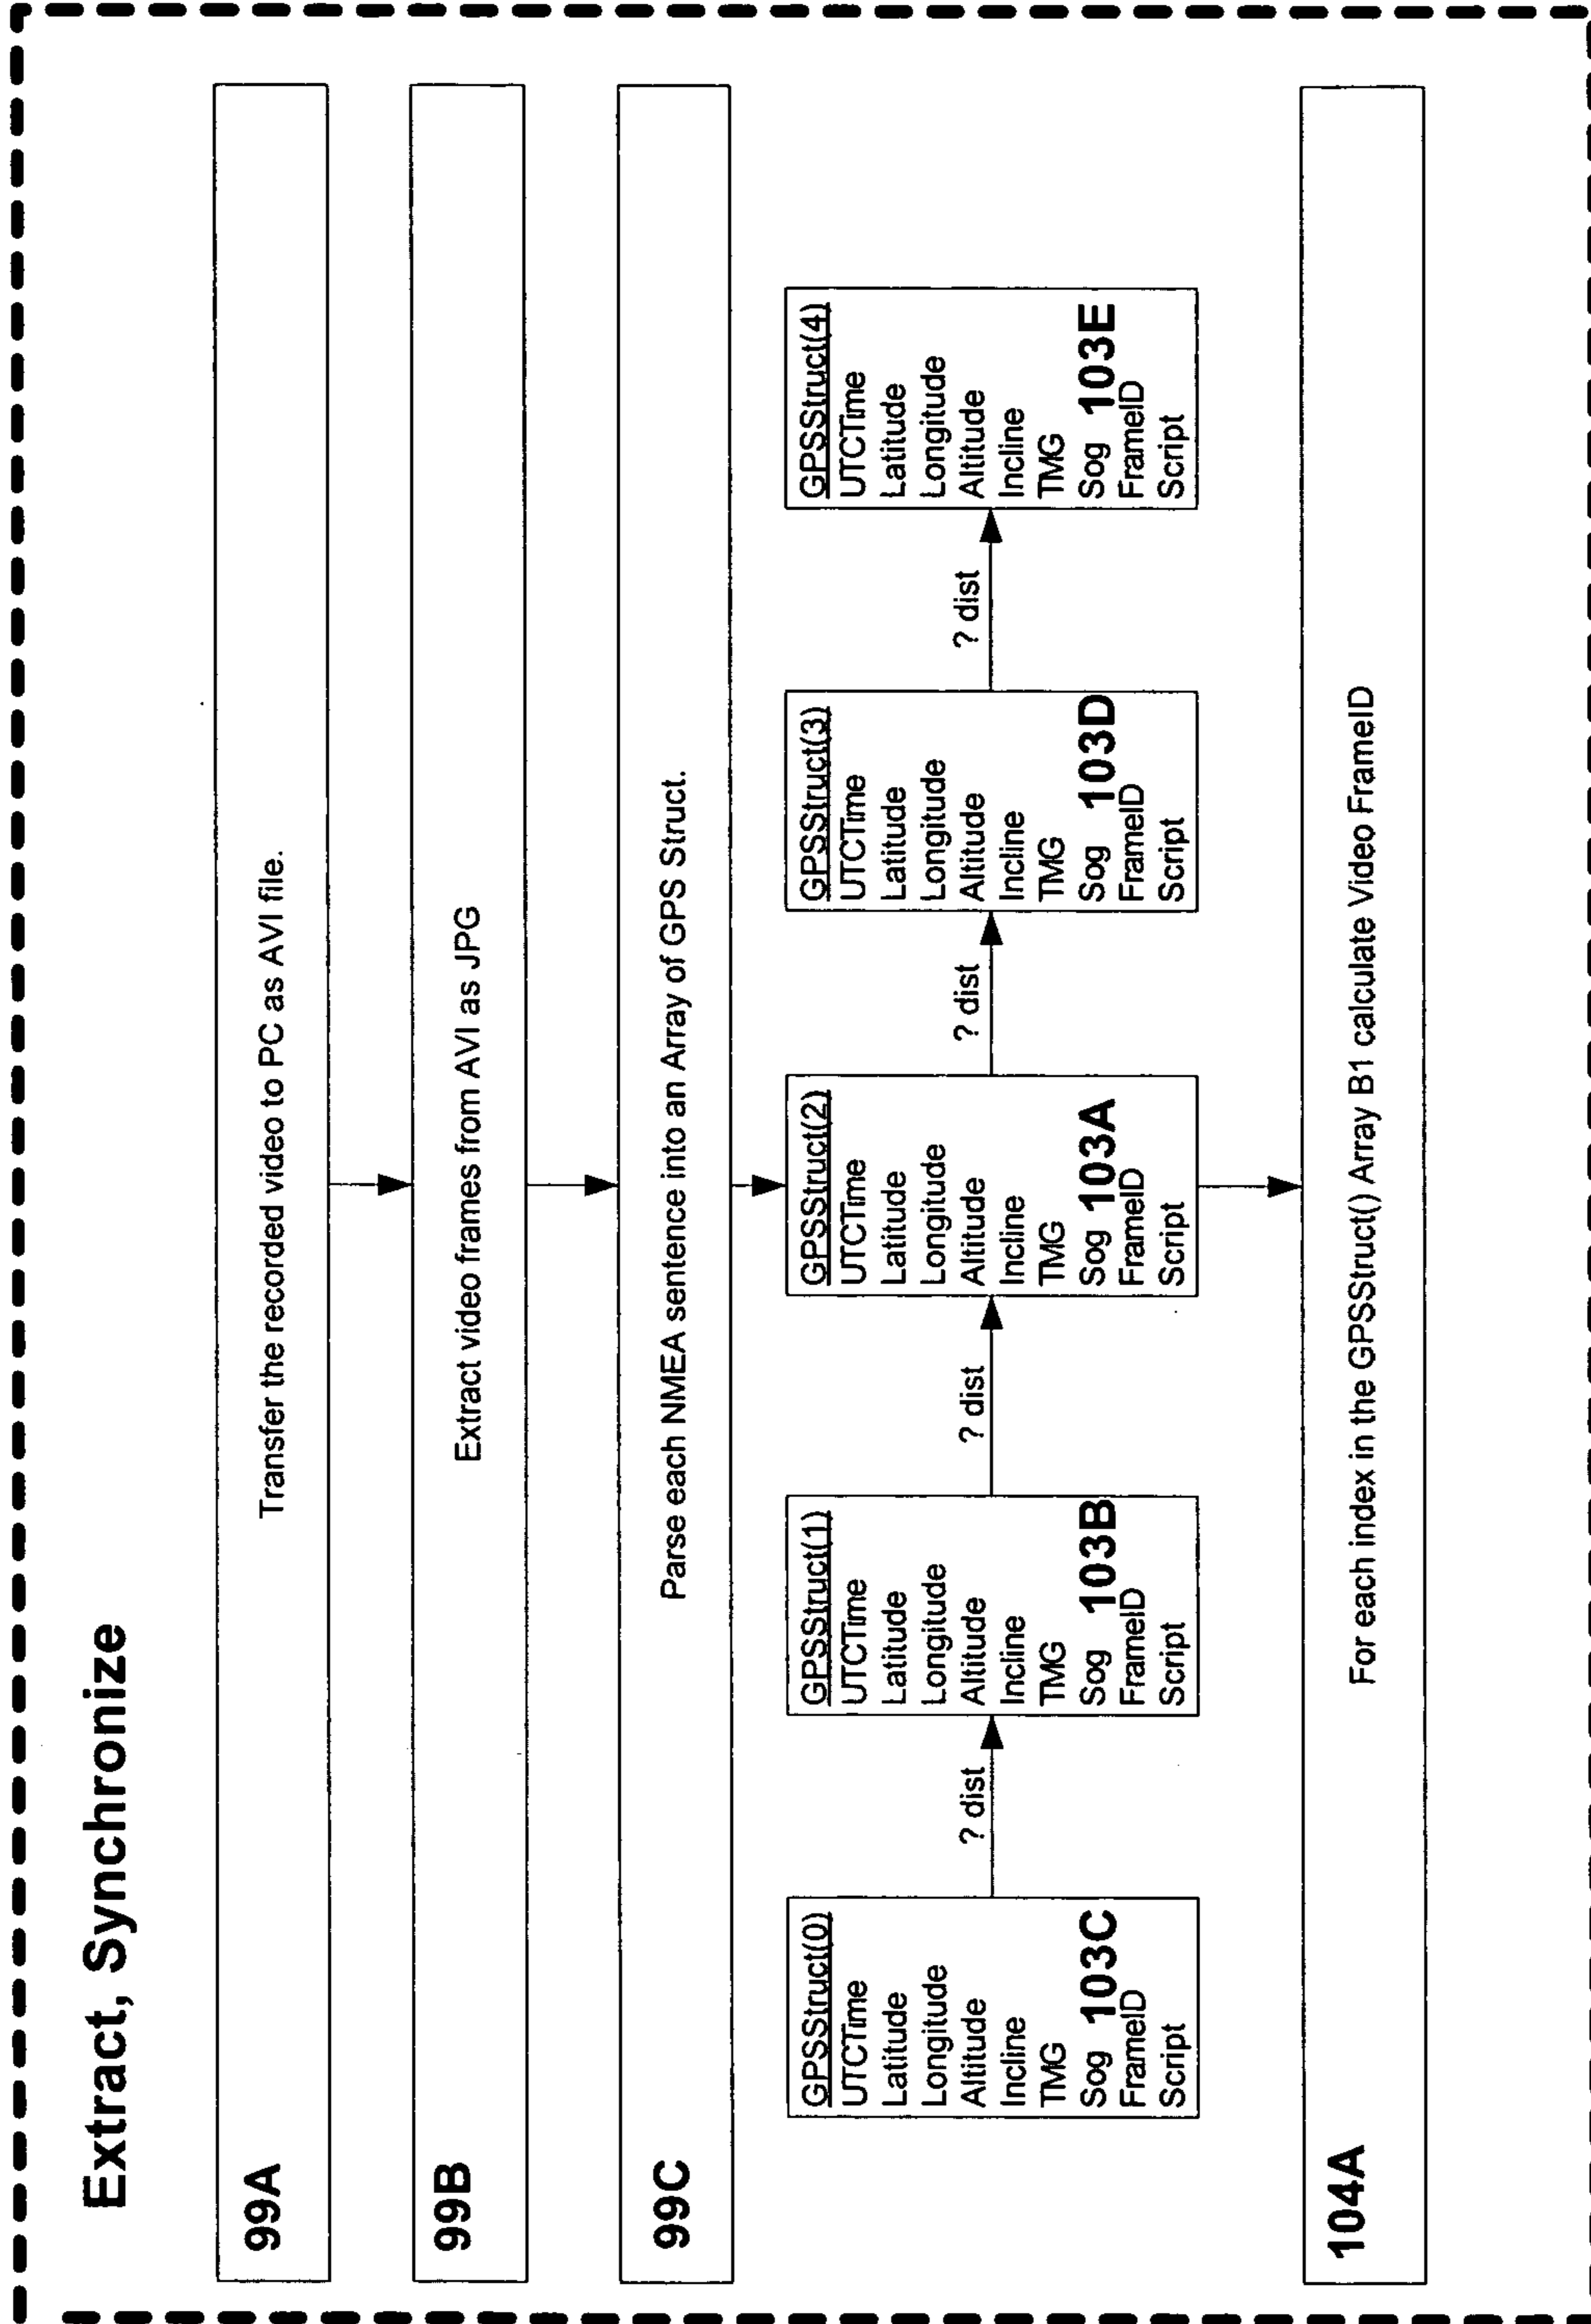 Extract, Synchronize
99A
Transfer the recorded video to PC as AVI file.
99B
Extract video frames from AVI as JPG
99C
Parse each NMEA sentence into an Array of GPS Struct.
GPSStruct(0)
UTCTime
Latitude
Longitude
Altitude
Incline
TMG
Sog 103C
FrameID
Script
? dist
GPSStruct(1)
UTCTime
Latitude
Longitude
Altitude
Incline
TMG
Sog 103B
FrameID
Script
? dist
GPSStruct(2)
UTCTime
Latitude
Longitude
Altitude
Incline
TMG
Sog 103A
FrameID
Script
? dist
GPSStruct(3)
UTCTime
Latitude
Longitude
Altitude
Incline
TMG
Sog 103D
FrameID
Script
? dist
GPSStruct(4)
UTCTime
Latitude
Longitude
Altitude
Incline
TMG
Sog 103E
FrameID
Script
104A
For each index in the GPSStruct() Array B1 calculate Video FrameID